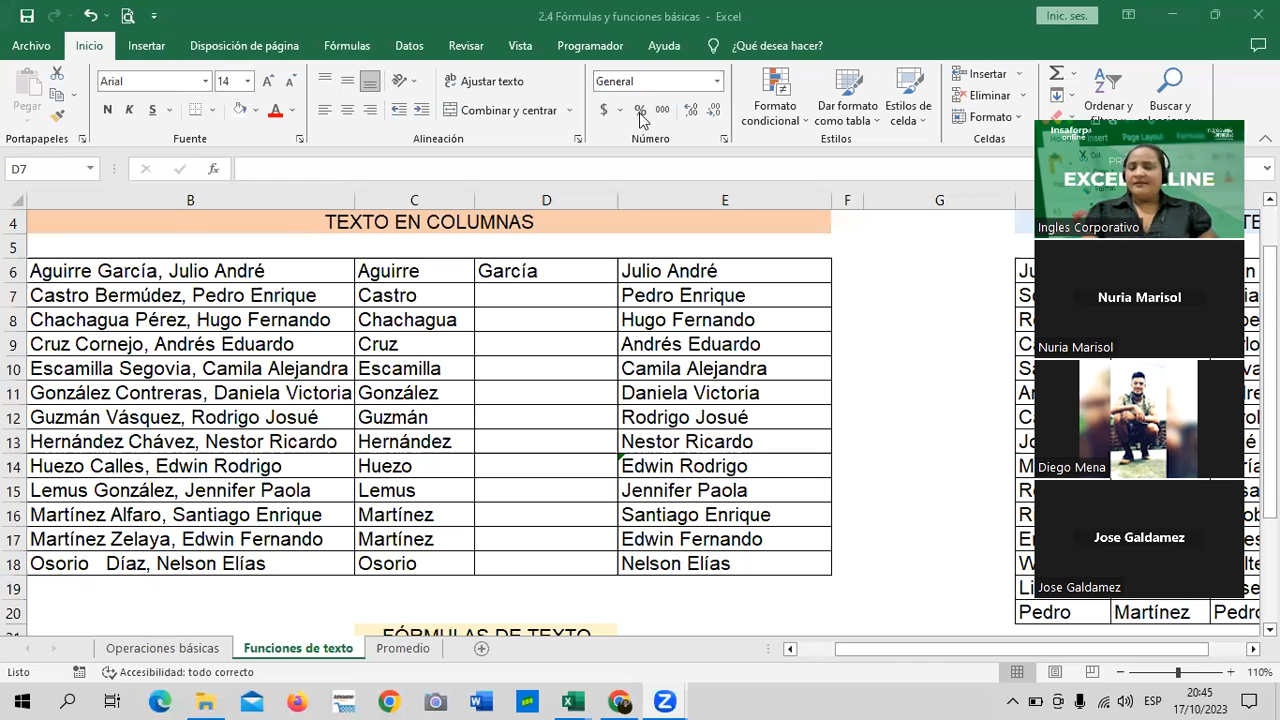 2.4 Fórmulas y funciones básicas - Excel
Inic. ses.
Archivo Inicio Insertar Disposición de página Fórmulas Datos Revisar Vista Programador Ayuda ¿Qué desea hacer?
Pegar
Arial 14
N K S
Ajustar texto
Combinar y centrar
General
$ % 000
Formato condicional
Dar formato como tabla
Estilos de celda
Insertar
Eliminar
Formato
Ordenar y
Buscar y
Portapapeles Fuente Alineación Número Estilos Celdas
D7
fx
B C D E F G
4 TEXTO EN COLUMNAS
5
6 Aguirre García, Julio André Aguirre García Julio André
7 Castro Bermúdez, Pedro Enrique Castro Pedro Enrique
8 Chachagua Pérez, Hugo Fernando Chachagua Hugo Fernando
9 Cruz Cornejo, Andrés Eduardo Cruz Andrés Eduardo
10 Escamilla Segovia, Camila Alejandra Escamilla Camila Alejandra
11 González Contreras, Daniela Victoria González Daniela Victoria
12 Guzmán Vásquez, Rodrigo Josué Guzmán Rodrigo Josué
13 Hernández Chávez, Nestor Ricardo Hernández Nestor Ricardo
14 Huezo Calles, Edwin Rodrigo Huezo Edwin Rodrigo
15 Lemus González, Jennifer Paola Lemus Jennifer Paola
16 Martínez Alfaro, Santiago Enrique Martínez Santiago Enrique
17 Martínez Zelaya, Edwin Fernando Martínez Edwin Fernando
18 Osorio Díaz, Nelson Elías Osorio Nelson Elías
19
20 Pedro Martínez
FÓRMULAS DE TEXTO
Insaforp online
Insert Page Layout
Ingles Corporativo
Nuria Marisol
Nuria Marisol
Diego Mena
Jose Galdamez
Jose Galdamez
Operaciones básicas Funciones de texto Promedio
Listo Accesibilidad: todo correcto 110%
ESP 20:45
17/10/2023